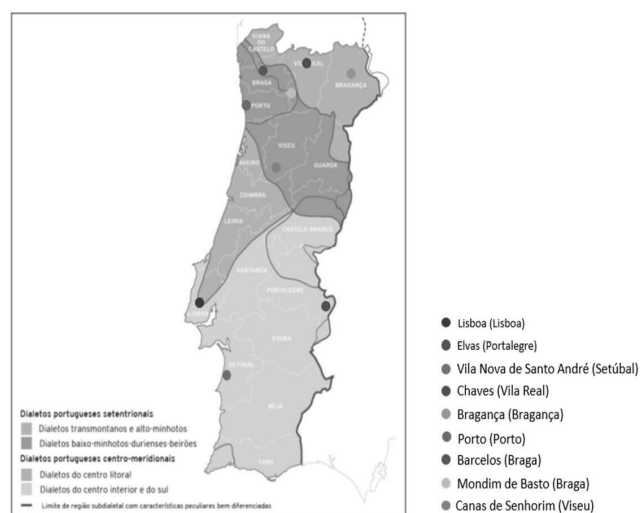 VIANA
DO
CASTELO
BRAGA
VILA REAL
BRAGANÇA
PORTO
VISEU
AVEIRO
GUARDA
COIMBRA
LEIRIA
CASTELO BRANCO
SANTARÉM
PORTALEGRE
LISBOA
ÉVORA
SETÚBAL
BEJA
FARO
Dialetos portugueses setentrionais
Dialetos transmontanos e alto-minhotos
Dialetos baixo-minhotos-durienses-beirões
Dialetos portugueses centro-meridionais
Dialetos do centro litoral
Dialetos do centro interior e do sul
Limite de região subdialetal com características peculiares bem diferenciadas
Lisboa (Lisboa)
Elvas (Portalegre)
Vila Nova de Santo André (Setúbal)
Chaves (Vila Real)
Bragança (Bragança)
Porto (Porto)
Barcelos (Braga)
Mondim de Basto (Braga)
Canas de Senhorim (Viseu)